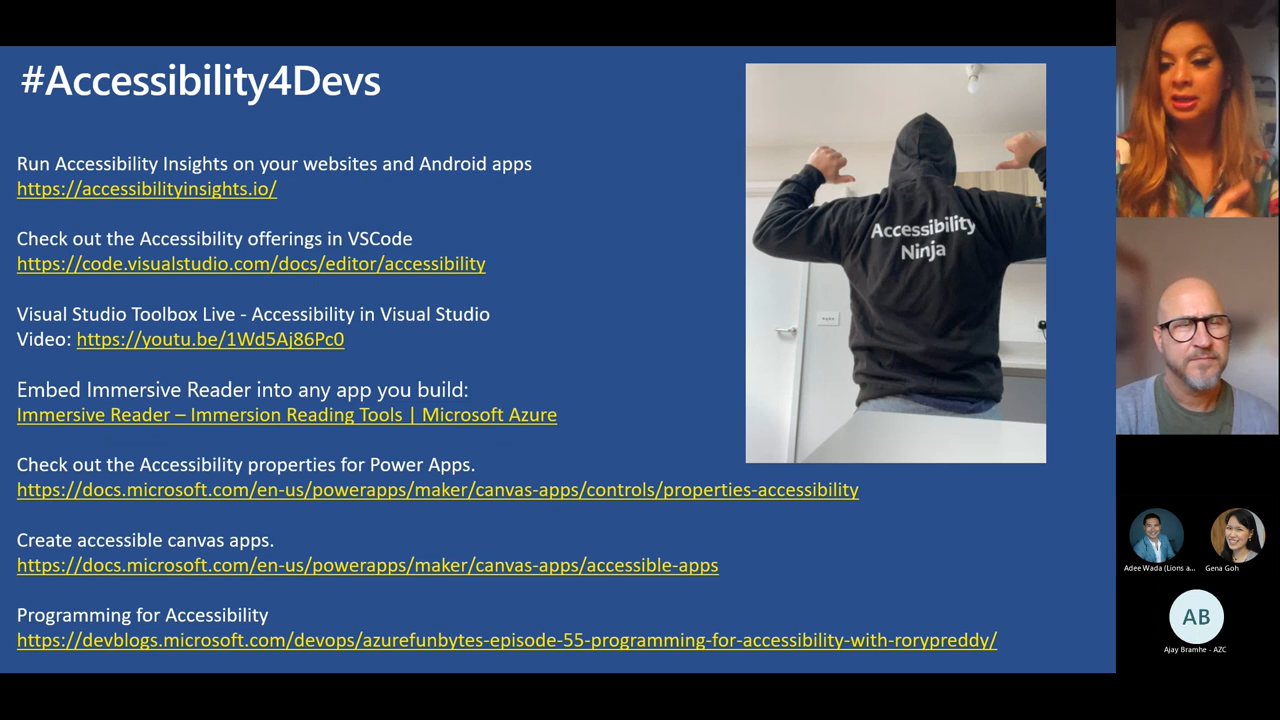 #Accessibility4Devs
Run Accessibility Insights on your websites and Android apps
https://accessibilityinsights.io/
Check out the Accessibility offerings in VSCode
https://code.visualstudio.com/docs/editor/accessibility
Visual Studio Toolbox Live - Accessibility in Visual Studio
Video: https://youtu.be/1Wd5Aj86Pc0
Embed Immersive Reader into any app you build:
Immersive Reader – Immersion Reading Tools | Microsoft Azure
Check out the Accessibility properties for Power Apps.
https://docs.microsoft.com/en-us/powerapps/maker/canvas-apps/controls/properties-accessibility
Create accessible canvas apps.
https://docs.microsoft.com/en-us/powerapps/maker/canvas-apps/accessible-apps
Programming for Accessibility
https://devblogs.microsoft.com/devops/azurefunbytes-episode-55-programming-for-accessibility-with-rorypreddy/
Accessibility
Ninja
Adee Wada (Lions a...
Gena Goh
AB
Ajay Bramhe - AZC